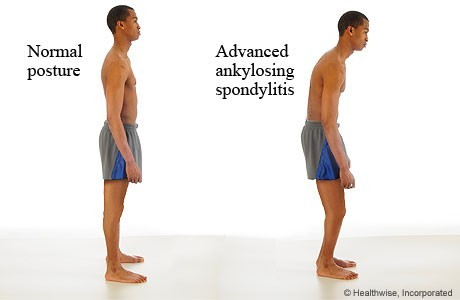 Normal
posture
Advanced
ankylosing
spondylitis
© Healthwise, Incorporated